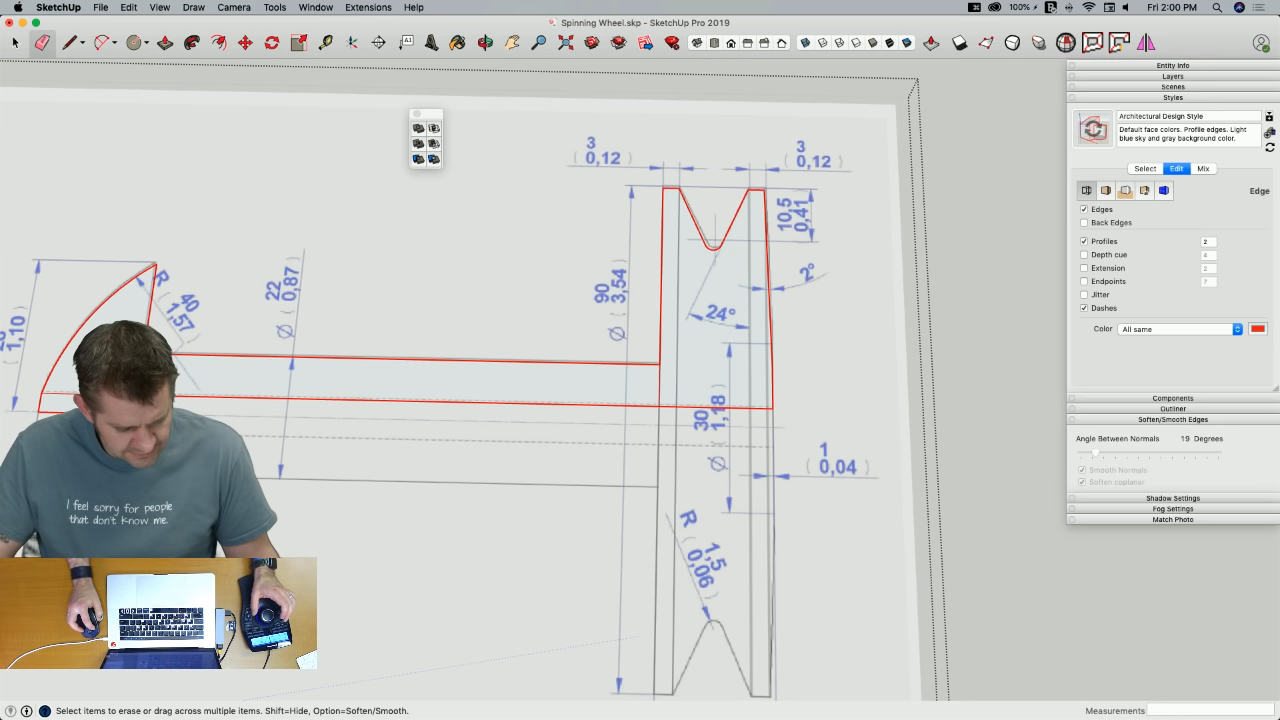 SketchUp File Edit View Draw Camera Tools Window Extensions Help
100% Fri 2:00 PM
Spinning Wheel.skp - SketchUp Pro 2019
Entity Info
Layers
Scenes
Styles
Architectural Design Style
Default face colors. Profile edges. Light
blue sky and gray background color.
Select Edit Mix
Edge
Edges
Back Edges
Profiles 2
Depth cue 4
Extension 2
Endpoints 7
Jitter
Dashes
Color All same
Components
Outliner
Soften/Smooth Edges
Angle Between Normals 19 Degrees
Smooth Normals
Soften coplanar
Shadow Settings
Fog Settings
Match Photo
3
( 0,12 )
3
( 0,12 )
10,5
0,41
2°
24°
Ø 90
( 3,54 )
Ø 22
( 0,87 )
R 40
( 1,57 )
1,10 )
Ø 30
( 1,18 )
1
( 0,04 )
R 1,5
( 0,06 )
I feel sorry for people
that don't know me.
Select items to erase or drag across multiple items. Shift=Hide, Option=Soften/Smooth.
Measurements